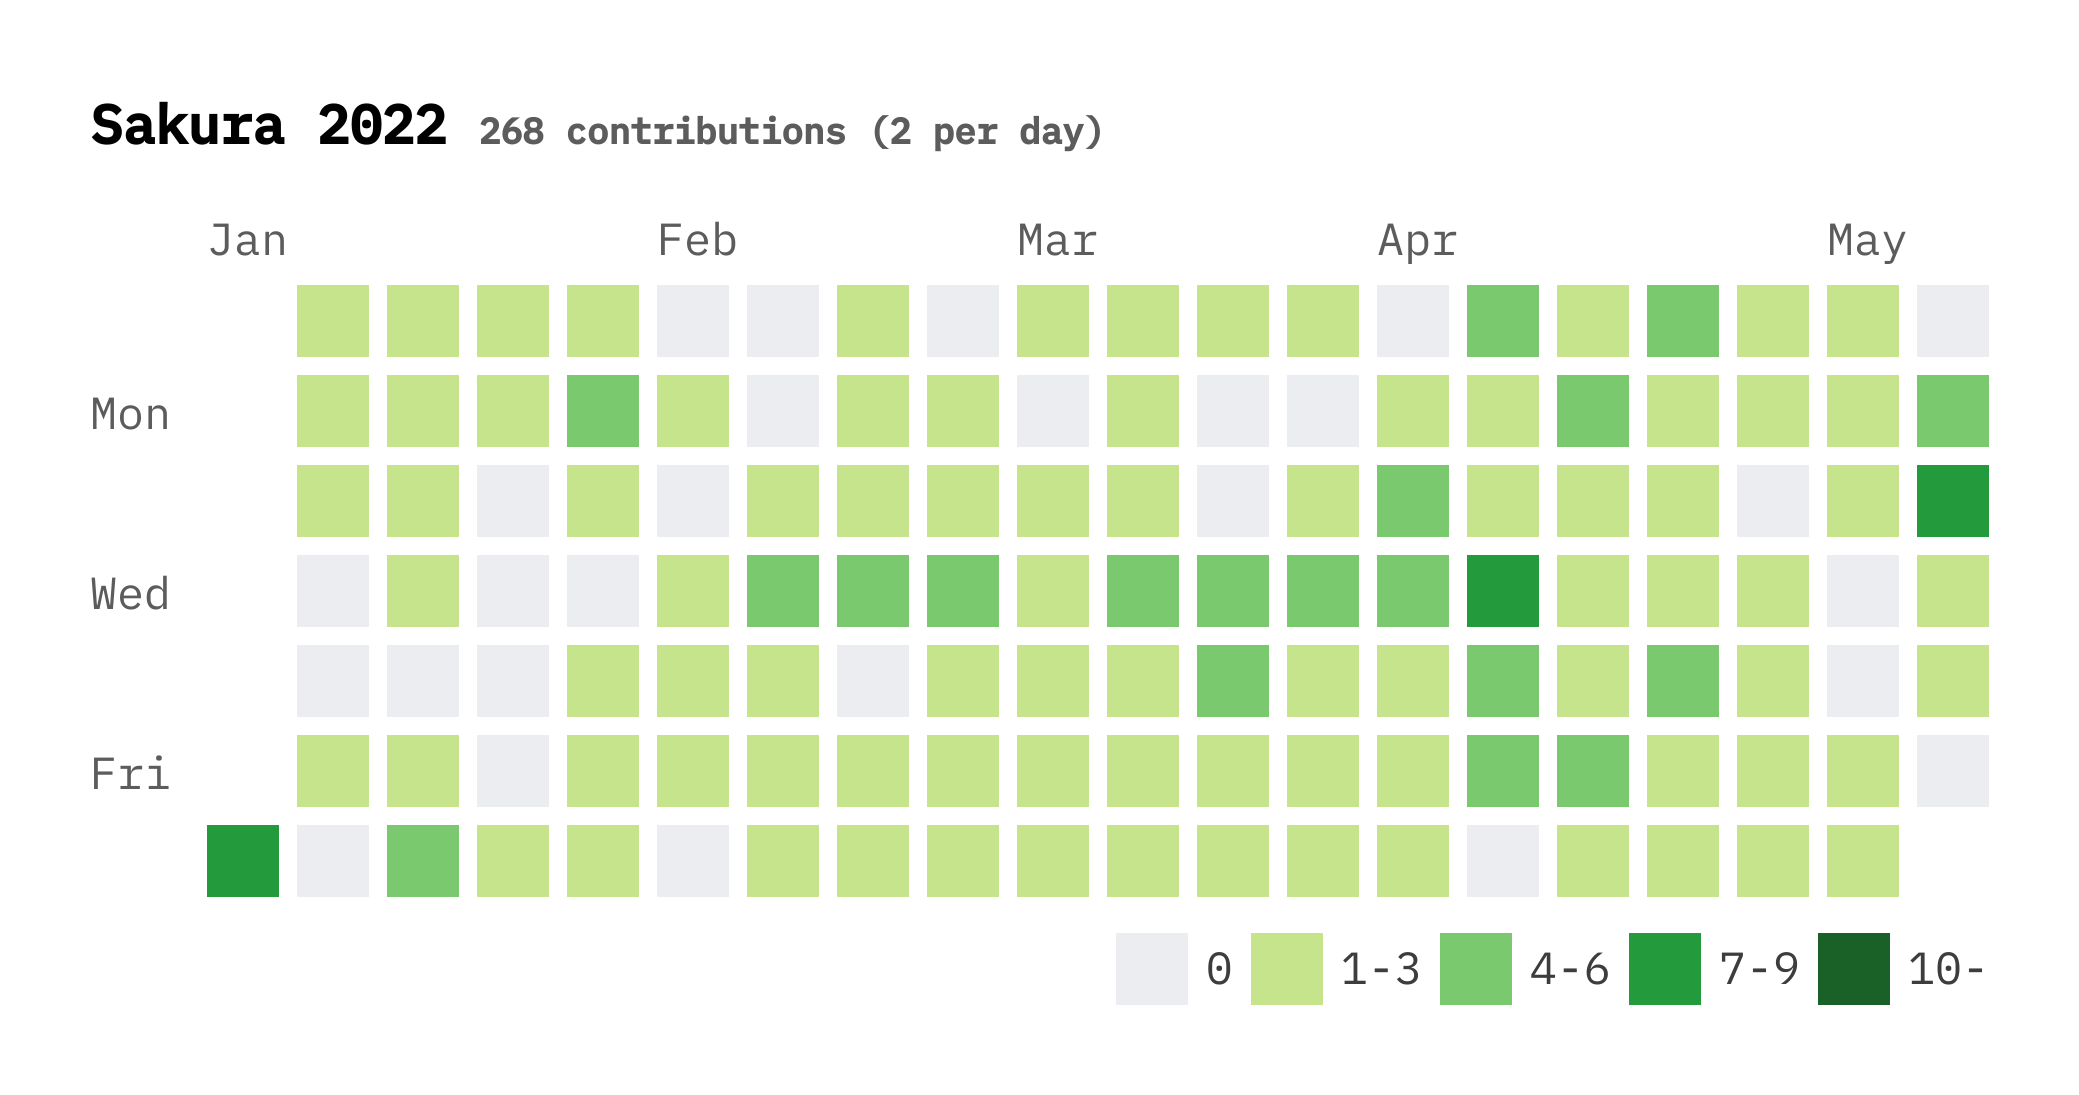 Sakura 2022 268 contributions (2 per day)
Jan Feb Mar Apr May
Mon
Wed
Fri
0 1-3 4-6 7-9 10-